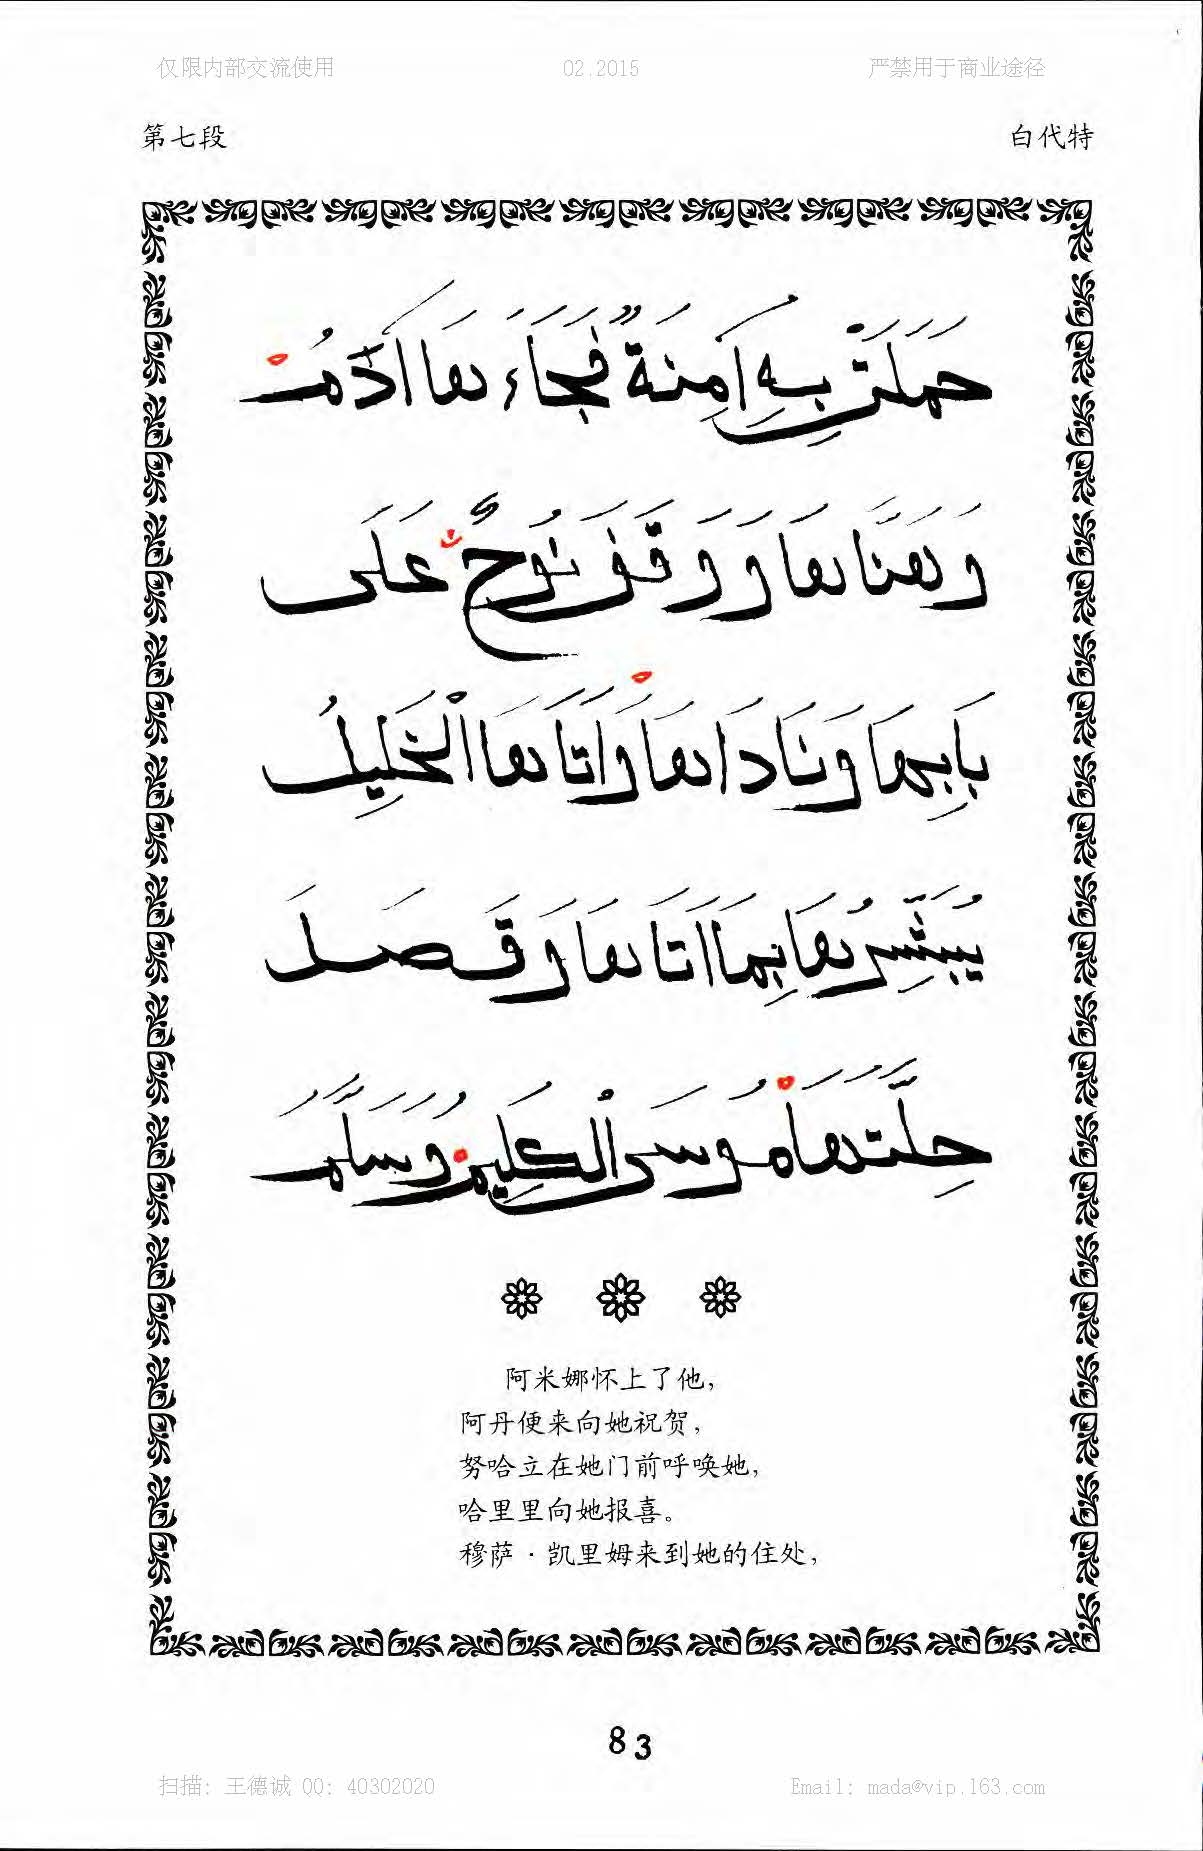 仅限内部交流使用 02.2015 严禁用于商业途径
第七段 白代特
حَمَلَتْ بِهِ آمِنَةٌ فَجَاءَهَا آدَمُ
وَهَنَّاهَا وَوَقَفَ نُوحٌ عَلَى
بَابِهَا وَنَادَاهَا وَأَتَاهَا الْخَلِيلُ
يُبَشِّرُهَا بِمَا أَتَاهَا وَقَصَدَ
حِلَّتَهَا مُوسَى الْكَلِيمُ وَسَلَّمَ
阿米娜怀上了他，
阿丹便来向她祝贺，
努哈立在她门前呼唤她，
哈里里向她报喜。
穆萨·凯里姆来到她的住处，
83
扫描：王德诚 QQ：40302020 Email：mada@vip.163.com